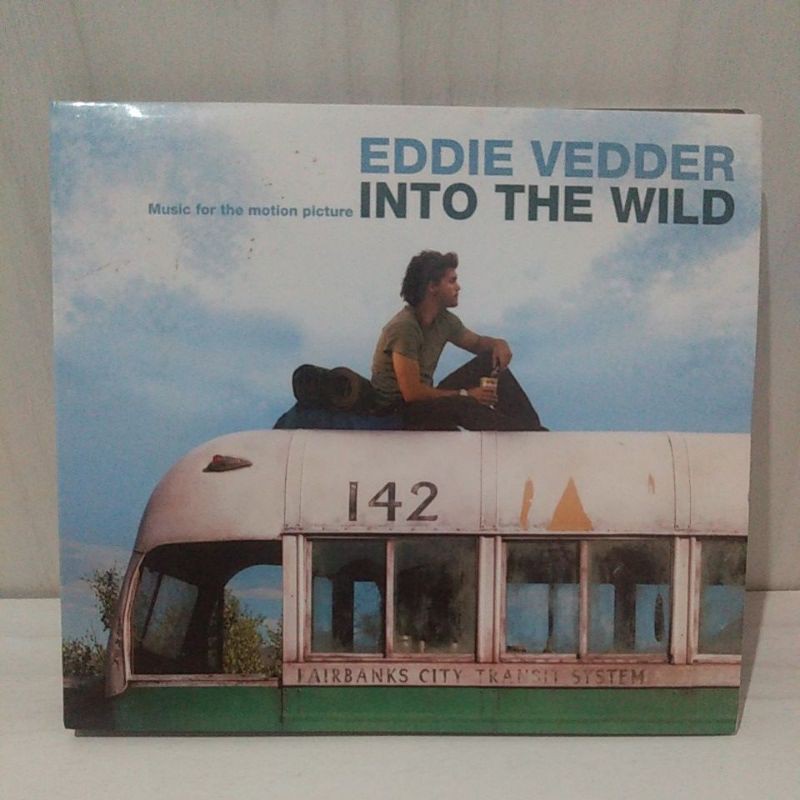 EDDIE VEDDER
Music for the motion picture INTO THE WILD
142
FAIRBANKS CITY TRANSIT SYSTEM